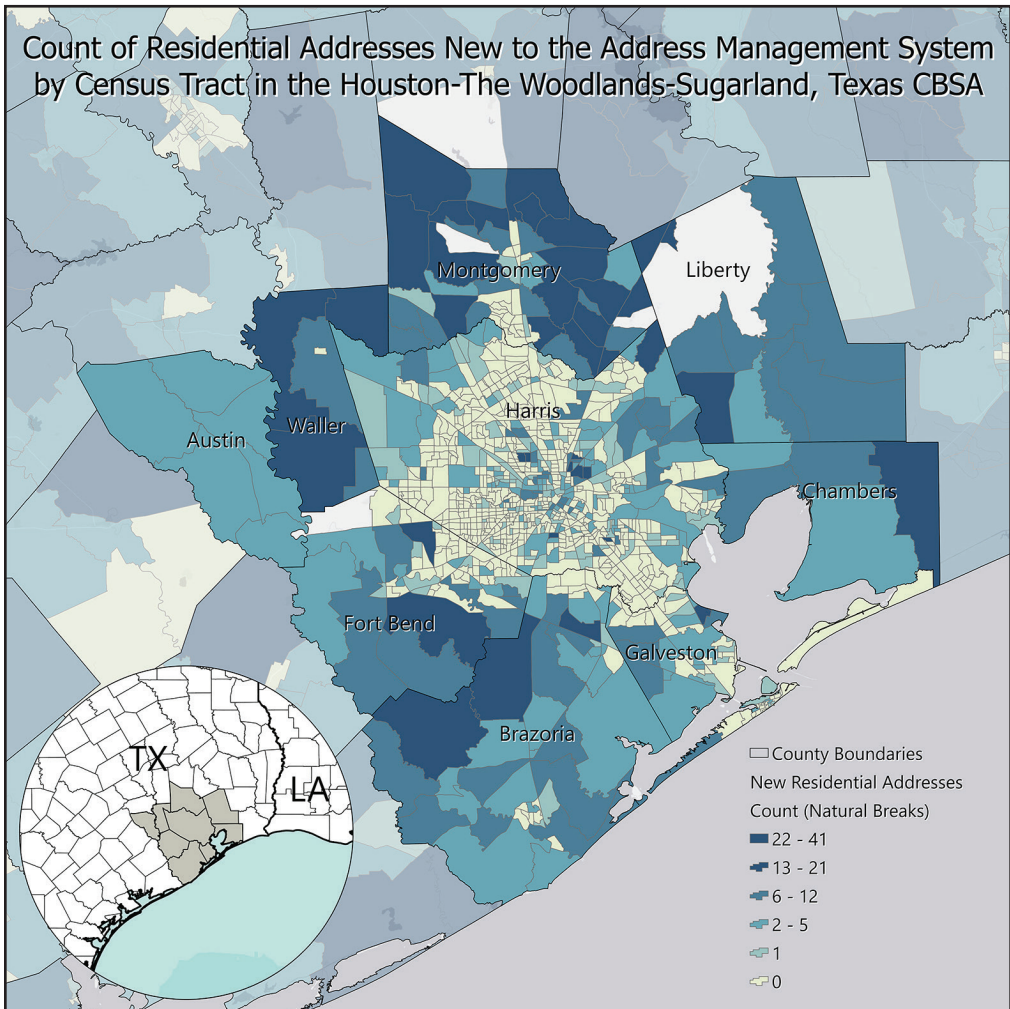 Count of Residential Addresses New to the Address Management System
by Census Tract in the Houston-The Woodlands-Sugarland, Texas CBSA
Montgomery
Liberty
Harris
Waller
Austin
Chambers
Fort Bend
Galveston
Brazoria
TX
LA
County Boundaries
New Residential Addresses
Count (Natural Breaks)
22 - 41
13 - 21
6 - 12
2 - 5
1
0